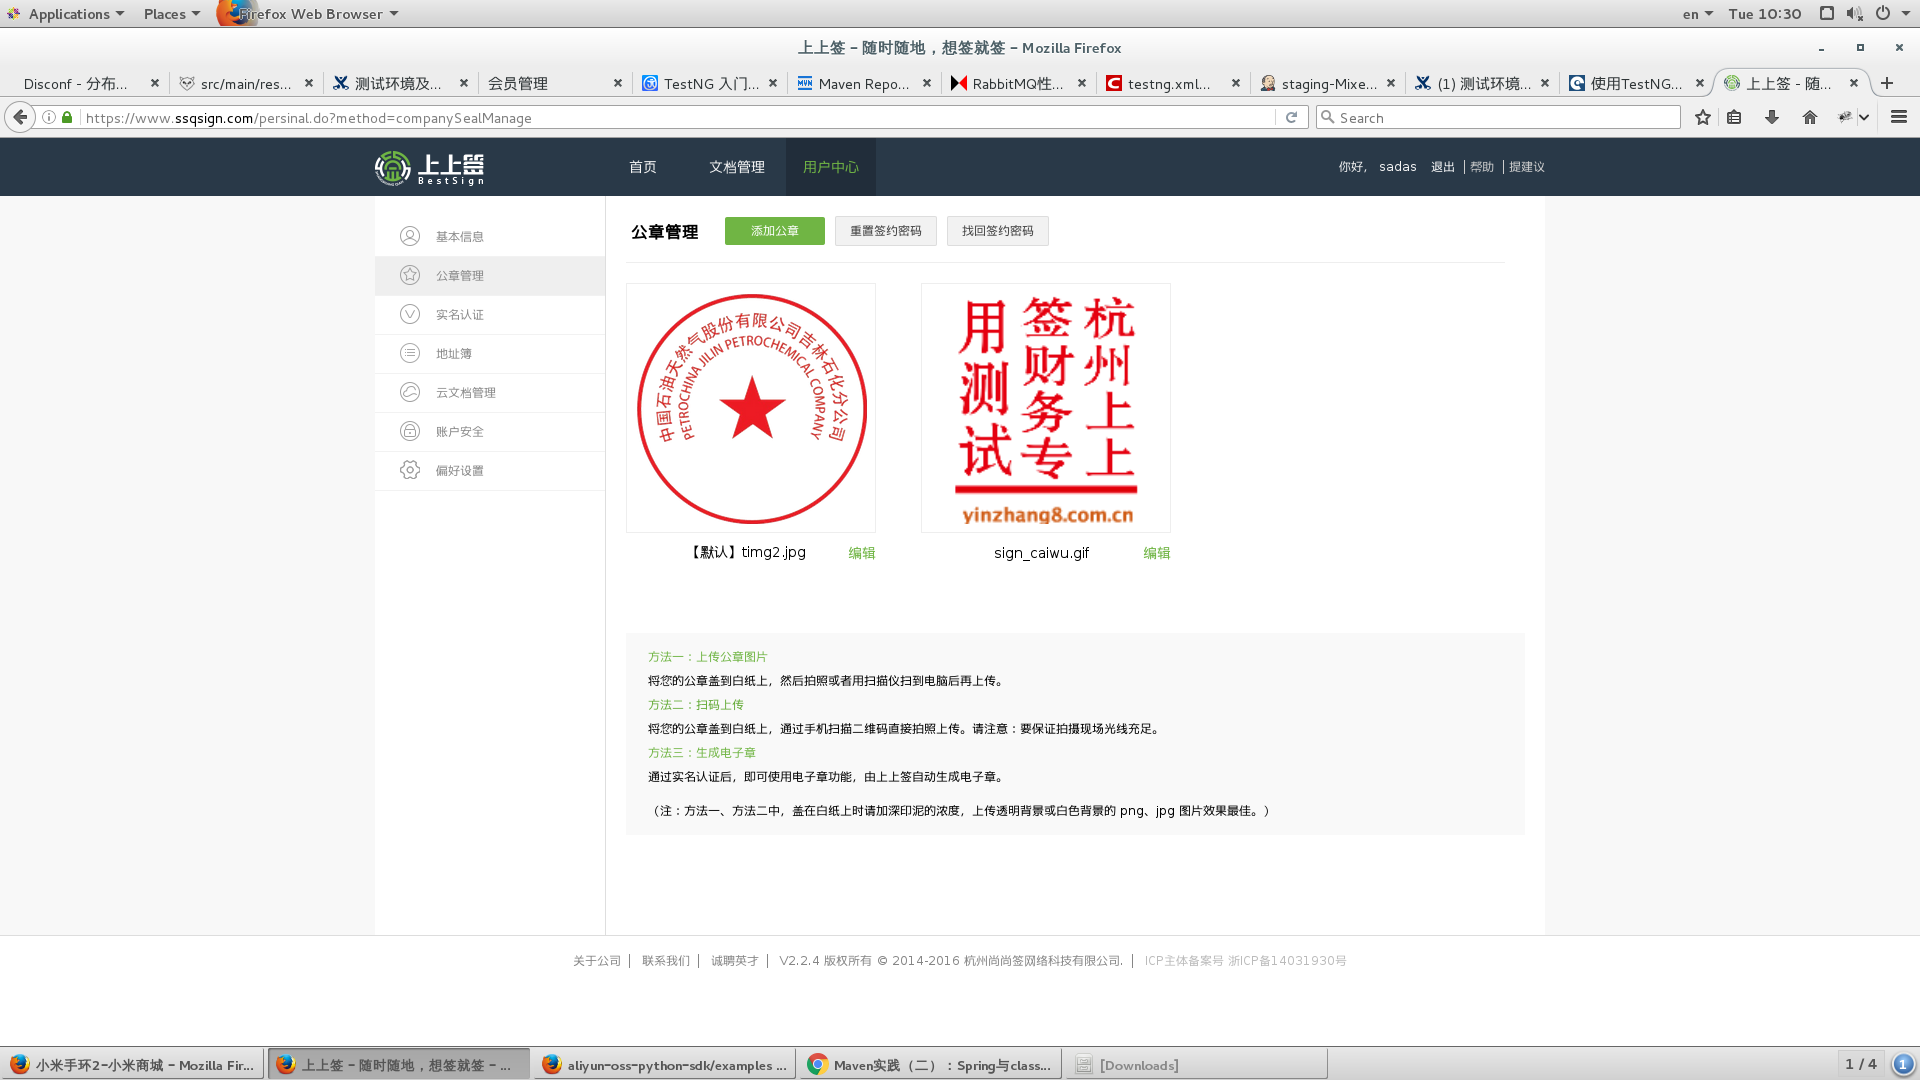 Applications Places Firefox Web Browser en Tue 10:30
上上签 - 随时随地，想签就签 - Mozilla Firefox
Disconf - 分布... src/main/res... 测试环境及... 会员管理 TestNG 入门... Maven Repo... RabbitMQ性... testng.xml... staging-Mixe... (1) 测试环境... 使用TestNG... 上上签 - 随...
https://www.ssqsign.com/persinal.do?method=companySealManage Search
上上签 BestSign 首页 文档管理 用户中心 你好， sadas 退出 帮助 提建议
基本信息
公章管理
实名认证
地址簿
云文档管理
账户安全
偏好设置
公章管理 添加公章 重置签约密码 找回签约密码
中国石油天然气股份有限公司吉林石化分公司
PETROCHINA JILIN PETROCHEMICAL COMPANY
杭州上上
签财务专
用测试
yinzhang8.com.cn
【默认】timg2.jpg 编辑 sign_caiwu.gif 编辑
方法一：上传公章图片
将您的公章盖到白纸上，然后拍照或者用扫描仪扫到电脑后再上传。
方法二：扫码上传
将您的公章盖到白纸上，通过手机扫描二维码直接拍照上传。请注意：要保证拍摄现场光线充足。
方法三：生成电子章
通过实名认证后，即可使用电子章功能，由上上签自动生成电子章。
（注：方法一、方法二中，盖在白纸上时请加深印泥的浓度，上传透明背景或白色背景的 png、jpg 图片效果最佳。）
关于公司 联系我们 诚聘英才 V2.2.4 版权所有 © 2014-2016 杭州尚尚签网络科技有限公司. ICP主体备案号 浙ICP备14031930号
小米手环2-小米商城 - Mozilla Fir... 上上签 - 随时随地，想签就签 - ... aliyun-oss-python-sdk/examples ... Maven实践（二）：Spring与class... [Downloads] 1 / 4 1